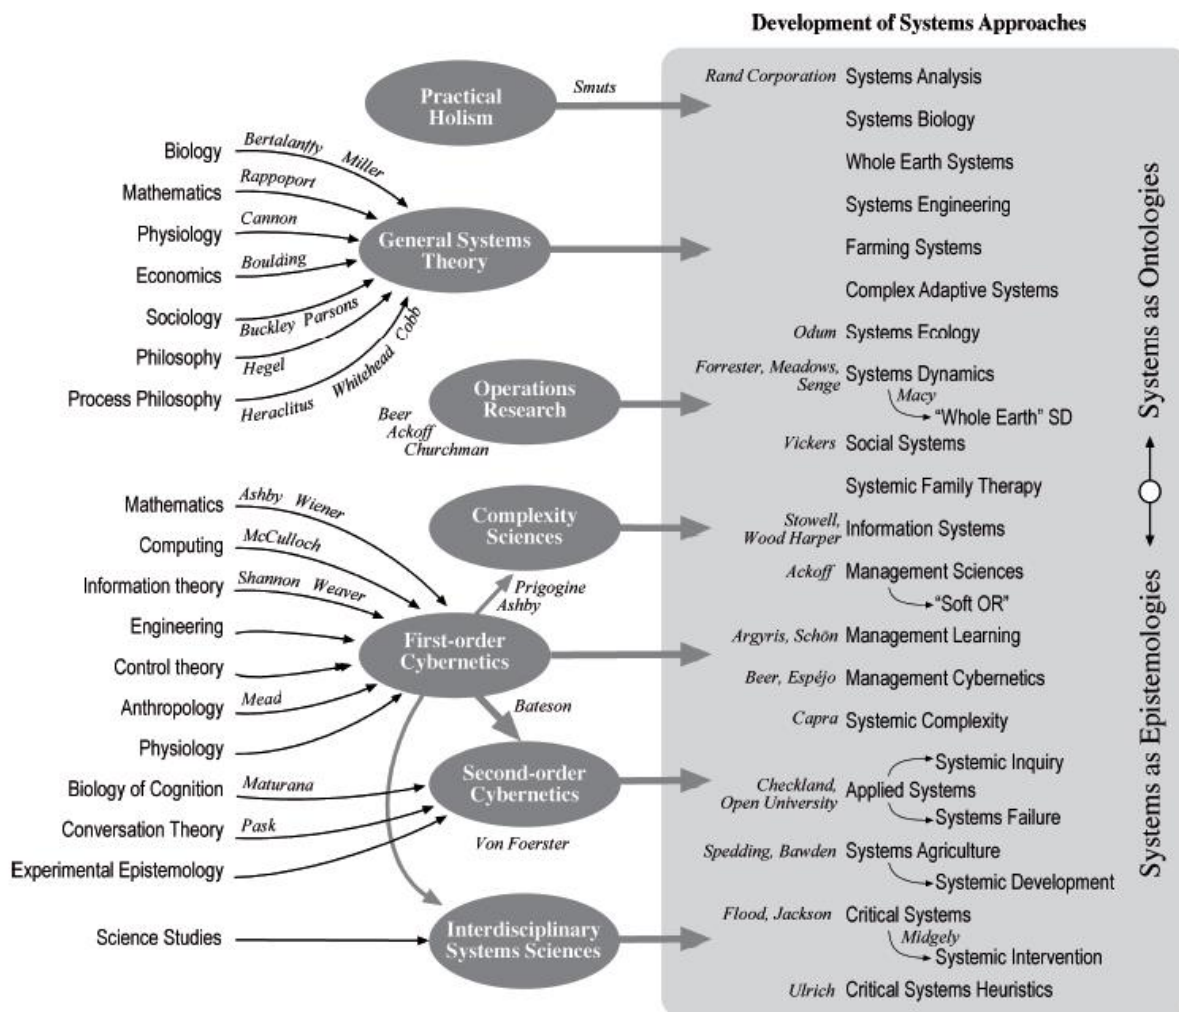 Development of Systems Approaches
Practical
Holism
Smuts
Biology
Bertalanffy Miller
Mathematics
Rappoport
Physiology
Cannon
Economics
Boulding
Sociology
Buckley Parsons
Philosophy
Hegel
Process Philosophy
Heraclitus Whitehead Cobb
General Systems
Theory
Operations
Research
Beer
Ackoff
Churchman
Mathematics
Ashby Wiener
Computing
McCulloch
Information theory
Shannon Weaver
Engineering
Control theory
Anthropology
Mead
Physiology
Complexity
Sciences
Prigogine
Ashby
First-order
Cybernetics
Bateson
Biology of Cognition
Maturana
Conversation Theory
Pask
Experimental Epistemology
Second-order
Cybernetics
Von Foerster
Science Studies
Interdisciplinary
Systems Sciences
Rand Corporation Systems Analysis
Systems Biology
Whole Earth Systems
Systems Engineering
Farming Systems
Complex Adaptive Systems
Odum Systems Ecology
Forrester, Meadows,
Senge
Systems Dynamics
Macy
"Whole Earth" SD
Vickers Social Systems
Systemic Family Therapy
Stowell,
Wood Harper
Information Systems
Ackoff Management Sciences
"Soft OR"
Argyris, Schön Management Learning
Beer, Espéjo Management Cybernetics
Capra Systemic Complexity
Systemic Inquiry
Checkland,
Open University
Applied Systems
Systems Failure
Spedding, Bawden Systems Agriculture
Systemic Development
Flood, Jackson Critical Systems
Midgely
Systemic Intervention
Ulrich Critical Systems Heuristics
Systems as Ontologies
Systems as Epistemologies